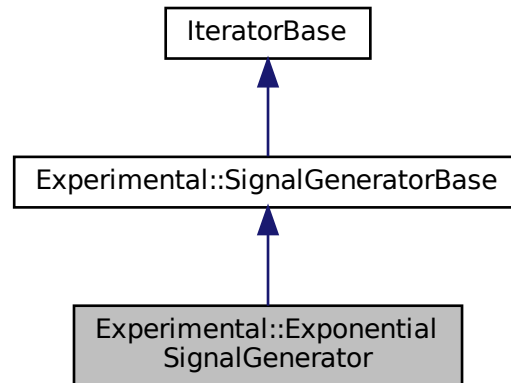 IteratorBase
Experimental::SignalGeneratorBase
Experimental::Exponential
SignalGenerator